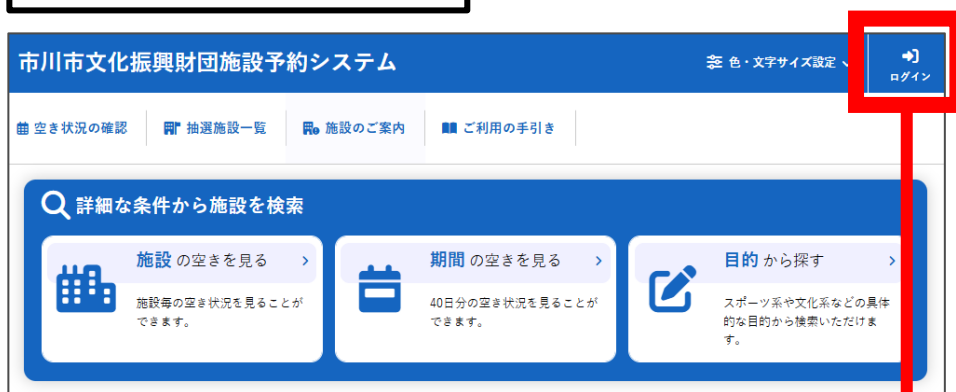 市川市文化振興財団施設予約システム
色・文字サイズ設定
ログイン
空き状況の確認
抽選施設一覧
施設のご案内
ご利用の手引き
詳細な条件から施設を検索
施設 の空きを見る
施設毎の空き状況を見ることが
できます。
期間 の空きを見る
40日分の空き状況を見ることが
できます。
目的 から探す
スポーツ系や文化系などの具体
的な目的から検索いただけま
す。